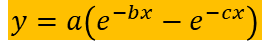 y = a(e^{-bx} − e^{-cx})